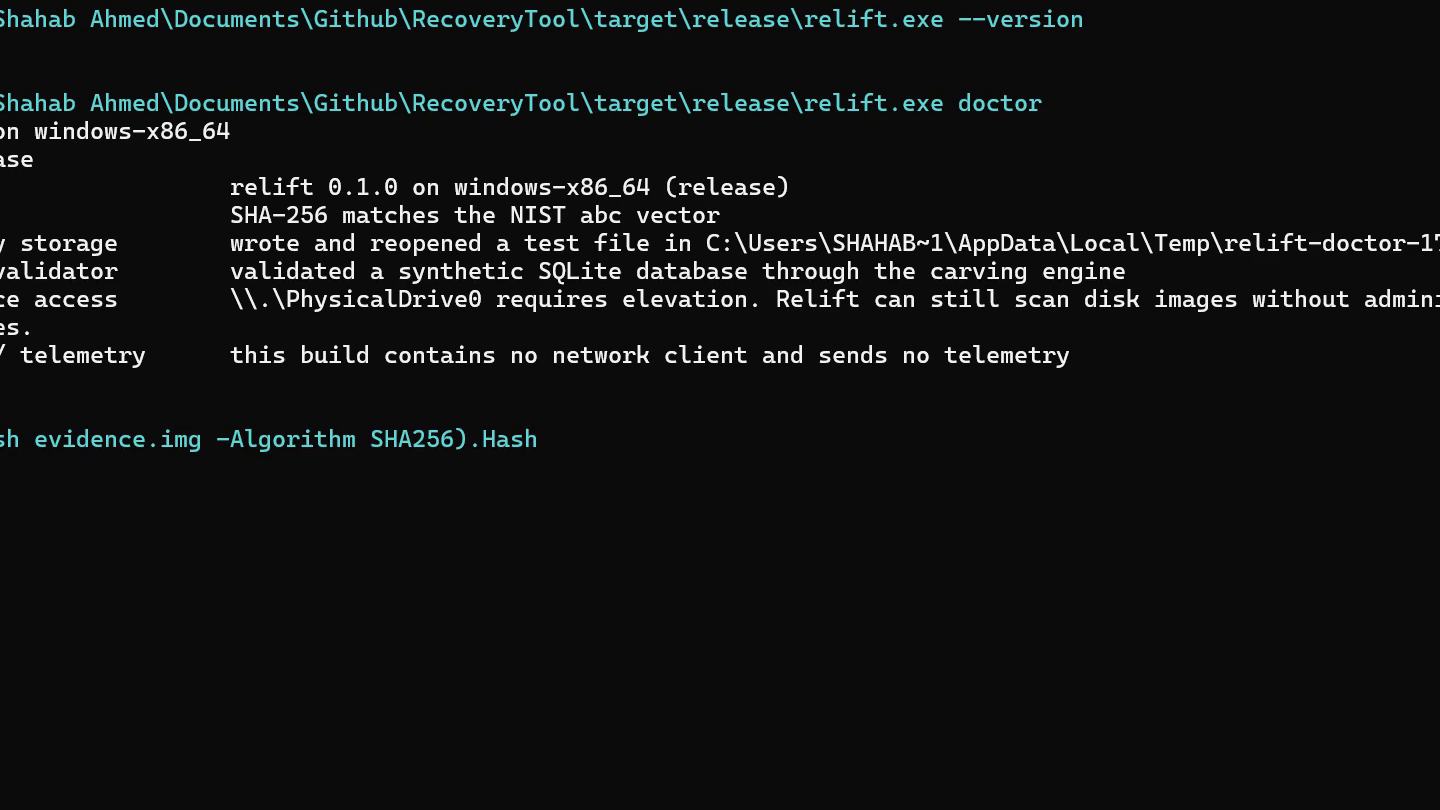 Shahab Ahmed\Documents\Github\RecoveryTool\target\release\relift.exe --version
Shahab Ahmed\Documents\Github\RecoveryTool\target\release\relift.exe doctor
on windows-x86_64
ase
relift 0.1.0 on windows-x86_64 (release)
SHA-256 matches the NIST abc vector
y storage wrote and reopened a test file in C:\Users\SHAHAB~1\AppData\Local\Temp\relift-doctor-17
validator validated a synthetic SQLite database through the carving engine
ce access \\.\PhysicalDrive0 requires elevation. Relift can still scan disk images without admini
es.
/ telemetry this build contains no network client and sends no telemetry
sh evidence.img -Algorithm SHA256).Hash